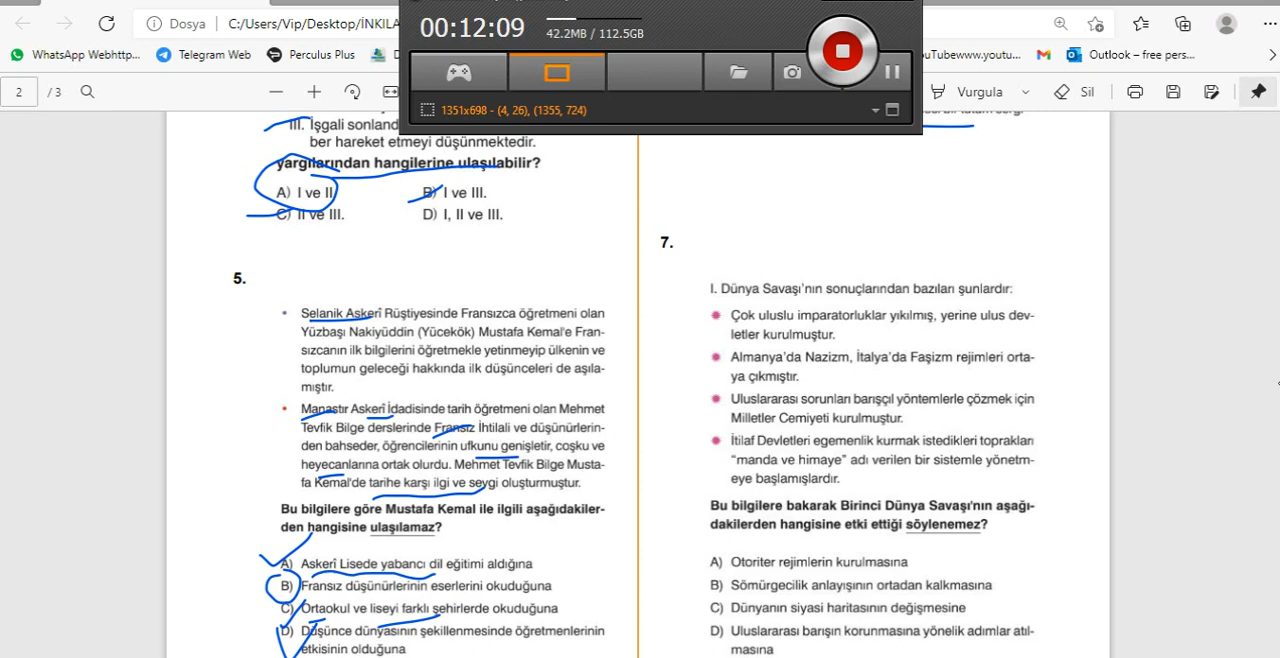 Dosya
C:/Users/Vip/Desktop/İNKILA
00:12:09
42.2MB / 112.5GB
1351x698 - (4, 26), (1355, 724)
WhatsApp Webhttp...
Telegram Web
Perculus Plus
uTubewww.youtu...
Outlook – free pers...
2
/ 3
Vurgula
Sil
III. İşgali sonland
ber hareket etmeyi düşünmektedir.
yargılarından hangilerine ulaşılabilir?
A) I ve II
B) I ve III.
C) II ve III.
D) I, II ve III.
5.
• Selanik Askerî Rüştiyesinde Fransızca öğretmeni olan
Yüzbaşı Nakiyüddin (Yücekök) Mustafa Kemal'e Fran-
sızcanın ilk bilgilerini öğretmekle yetinmeyip ülkenin ve
toplumun geleceği hakkında ilk düşünceleri de aşıla-
mıştır.
• Manastır Askerî İdadisinde tarih öğretmeni olan Mehmet
Tevfik Bilge derslerinde Fransız İhtilali ve düşünürlerin-
den bahseder, öğrencilerinin ufkunu genişletir, coşku ve
heyecanlarına ortak olurdu. Mehmet Tevfik Bilge Musta-
fa Kemal'de tarihe karşı ilgi ve sevgi oluşturmuştur.
Bu bilgilere göre Mustafa Kemal ile ilgili aşağıdakiler-
den hangisine ulaşılamaz?
A) Askerî Lisede yabancı dil eğitimi aldığına
B) Fransız düşünürlerinin eserlerini okuduğuna
C) Ortaokul ve liseyi farklı şehirlerde okuduğuna
D) Düşünce dünyasının şekillenmesinde öğretmenlerinin
etkisinin olduğuna
7.
I. Dünya Savaşı'nın sonuçlarından bazıları şunlardır:
Çok uluslu imparatorluklar yıkılmış, yerine ulus dev-
letler kurulmuştur.
Almanya'da Nazizm, İtalya'da Faşizm rejimleri orta-
ya çıkmıştır.
Uluslararası sorunları barışçıl yöntemlerle çözmek için
Milletler Cemiyeti kurulmuştur.
İtilaf Devletleri egemenlik kurmak istedikleri toprakları
“manda ve himaye” adı verilen bir sistemle yönetm-
eye başlamışlardır.
Bu bilgilere bakarak Birinci Dünya Savaşı'nın aşağı-
dakilerden hangisine etki ettiği söylenemez?
A) Otoriter rejimlerin kurulmasına
B) Sömürgecilik anlayışının ortadan kalkmasına
C) Dünyanın siyasi haritasının değişmesine
D) Uluslararası barışın korunmasına yönelik adımlar atıl-
masına